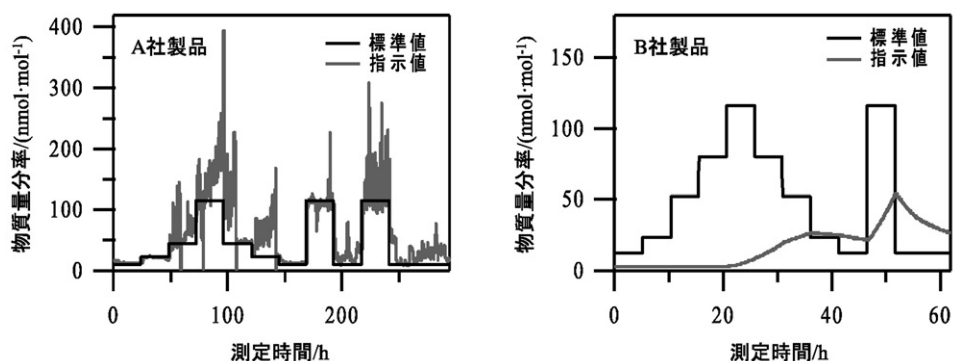 物質量分率/(nmol·mol⁻¹)
400
300
200
100
0
A社製品
標準値
指示値
0
100
200
測定時間/h
物質量分率/(nmol·mol⁻¹)
150
100
50
0
B社製品
標準値
指示値
0
20
40
60
測定時間/h